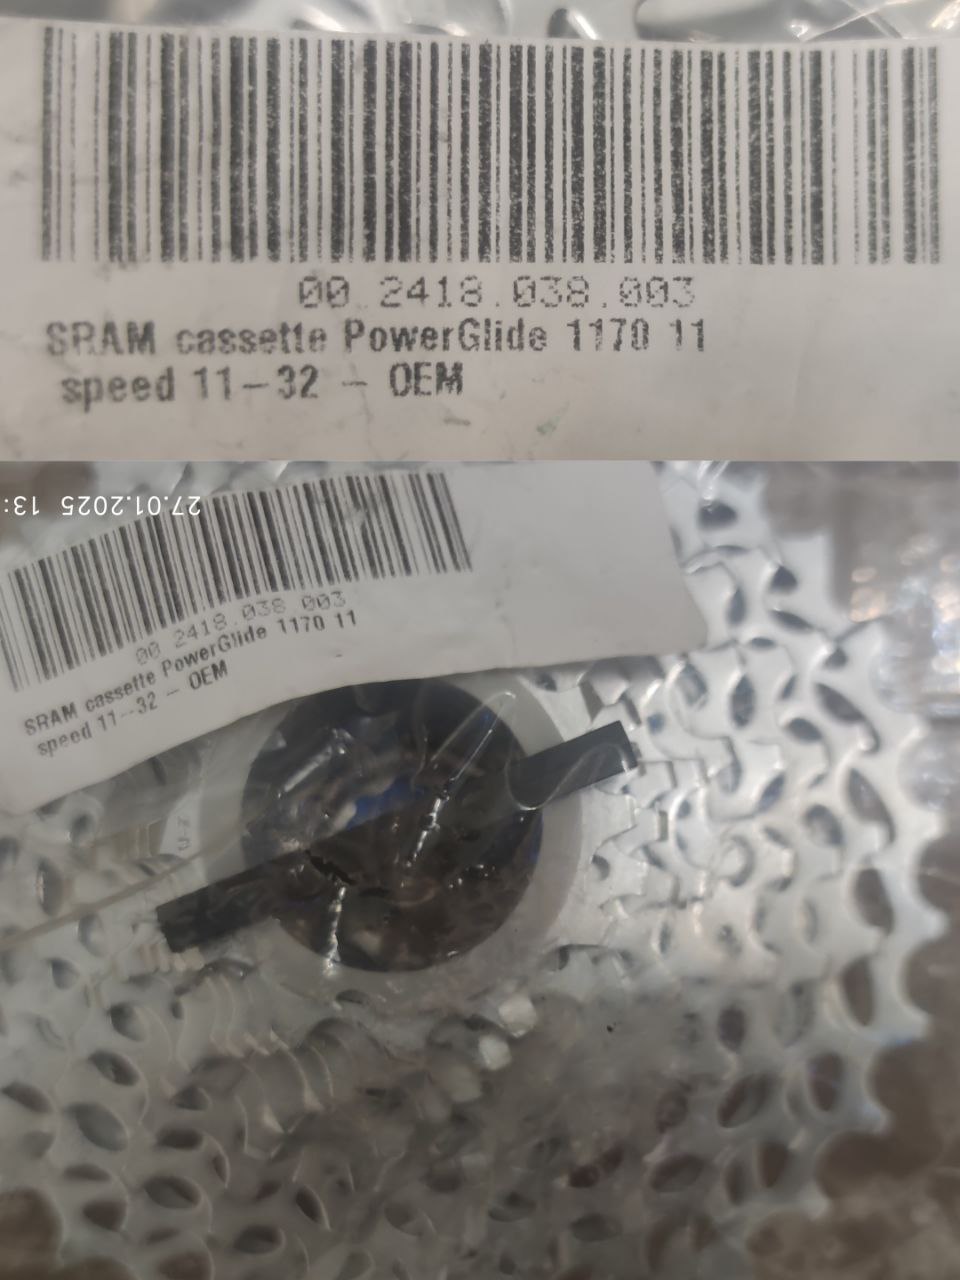 00.2418.038.003
SRAM cassette PowerGlide 1170 11
speed 11-32 - OEM
27.01.2025 13:
00.2418.038.003
SRAM cassette PowerGlide 1170 11
speed 11-32 - OEM